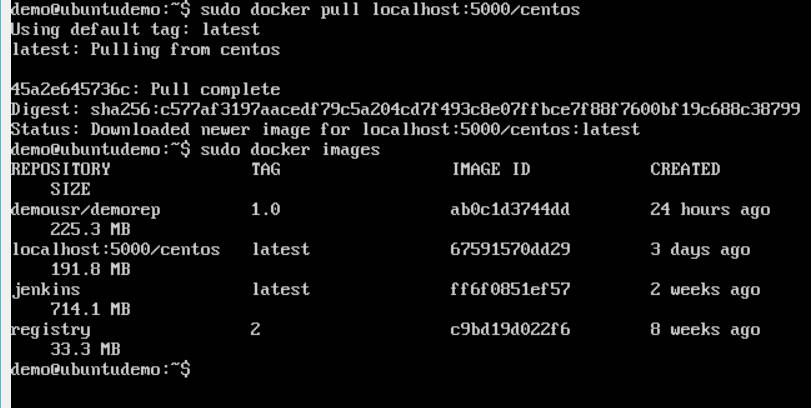 demo@ubuntudemo:~$ sudo docker pull localhost:5000/centos
Using default tag: latest
latest: Pulling from centos
45a2e645736c: Pull complete
Digest: sha256:c577af3197aacedf79c5a204cd7f493c8e07ffbce7f88f7600bf19c688c38799
Status: Downloaded newer image for localhost:5000/centos:latest
demo@ubuntudemo:~$ sudo docker images
REPOSITORY TAG IMAGE ID CREATED
SIZE
demousr/demorep 1.0 ab0c1d3744dd 24 hours ago
225.3 MB
localhost:5000/centos latest 67591570dd29 3 days ago
191.8 MB
jenkins latest ff6f0851ef57 2 weeks ago
714.1 MB
registry 2 c9bd19d022f6 8 weeks ago
33.3 MB
demo@ubuntudemo:~$